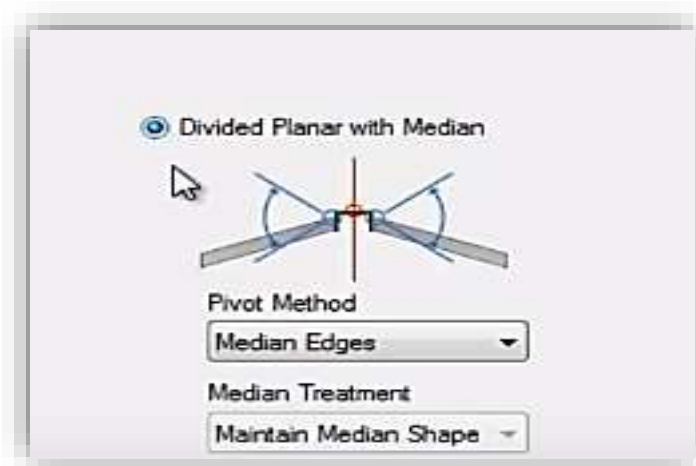 Divided Planar with Median
Pivot Method
Median Edges
Median Treatment
Maintain Median Shape